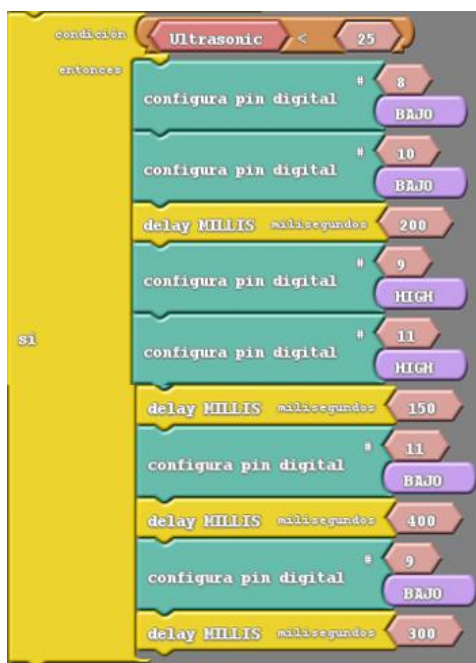 condición Ultrasonic < 25
entonces
# 8
configura pin digital
BAJO
# 10
configura pin digital
BAJO
delay MILLIS milisegundos 200
# 9
configura pin digital
HIGH
si
# 11
configura pin digital
HIGH
delay MILLIS milisegundos 150
# 11
configura pin digital
BAJO
delay MILLIS milisegundos 400
# 9
configura pin digital
BAJO
delay MILLIS milisegundos 300